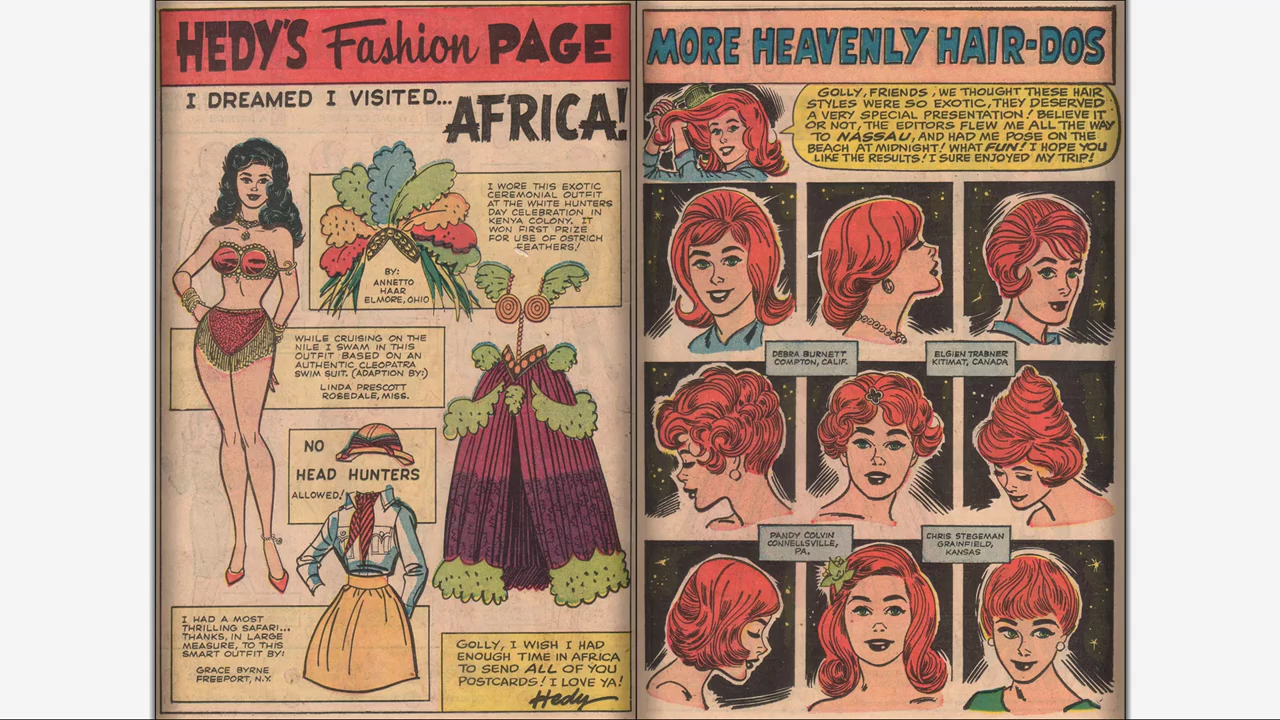 HEDY'S Fashion PAGE
I DREAMED I VISITED... AFRICA!
I WORE THIS EXOTIC
CEREMONIAL OUTFIT
AT THE WHITE HUNTERS
DAY CELEBRATION IN
KENYA COLONY. IT
WON FIRST PRIZE
FOR USE OF OSTRICH
FEATHERS!
BY:
ANNETTO
HAAR
ELMORE, OHIO
WHILE CRUISING ON THE
NILE I SWAM IN THIS
OUTFIT BASED ON AN
AUTHENTIC CLEOPATRA
SWIM SUIT. (ADAPTION BY:)
LINDA PRESCOTT
ROSEDALE, MISS.
NO
HEAD HUNTERS
ALLOWED!
I HAD A MOST
THRILLING SAFARI...
THANKS, IN LARGE
MEASURE, TO THIS
SMART OUTFIT BY:
GRACE BYRNE
FREEPORT, N.Y.
GOLLY, I WISH I HAD
ENOUGH TIME IN AFRICA
TO SEND ALL OF YOU
POSTCARDS! I LOVE YA!
Hedy
MORE HEAVENLY HAIR-DOS
GOLLY, FRIENDS, WE THOUGHT THESE HAIR
STYLES WERE SO EXOTIC, THEY DESERVED
A VERY SPECIAL PRESENTATION! BELIEVE IT
OR NOT, THE EDITORS FLEW ME ALL THE WAY
TO NASSAU, AND HAD ME POSE ON THE
BEACH AT MIDNIGHT! WHAT FUN! I HOPE YOU
LIKE THE RESULTS! I SURE ENJOYED MY TRIP!
DEBRA BURNETT
COMPTON, CALIF.
ELGIEN TRABNER
KITIMAT, CANADA
PANDY COLVIN
CONNELLSVILLE,
PA.
CHRIS STEGEMAN
GRAINFIELD,
KANSAS